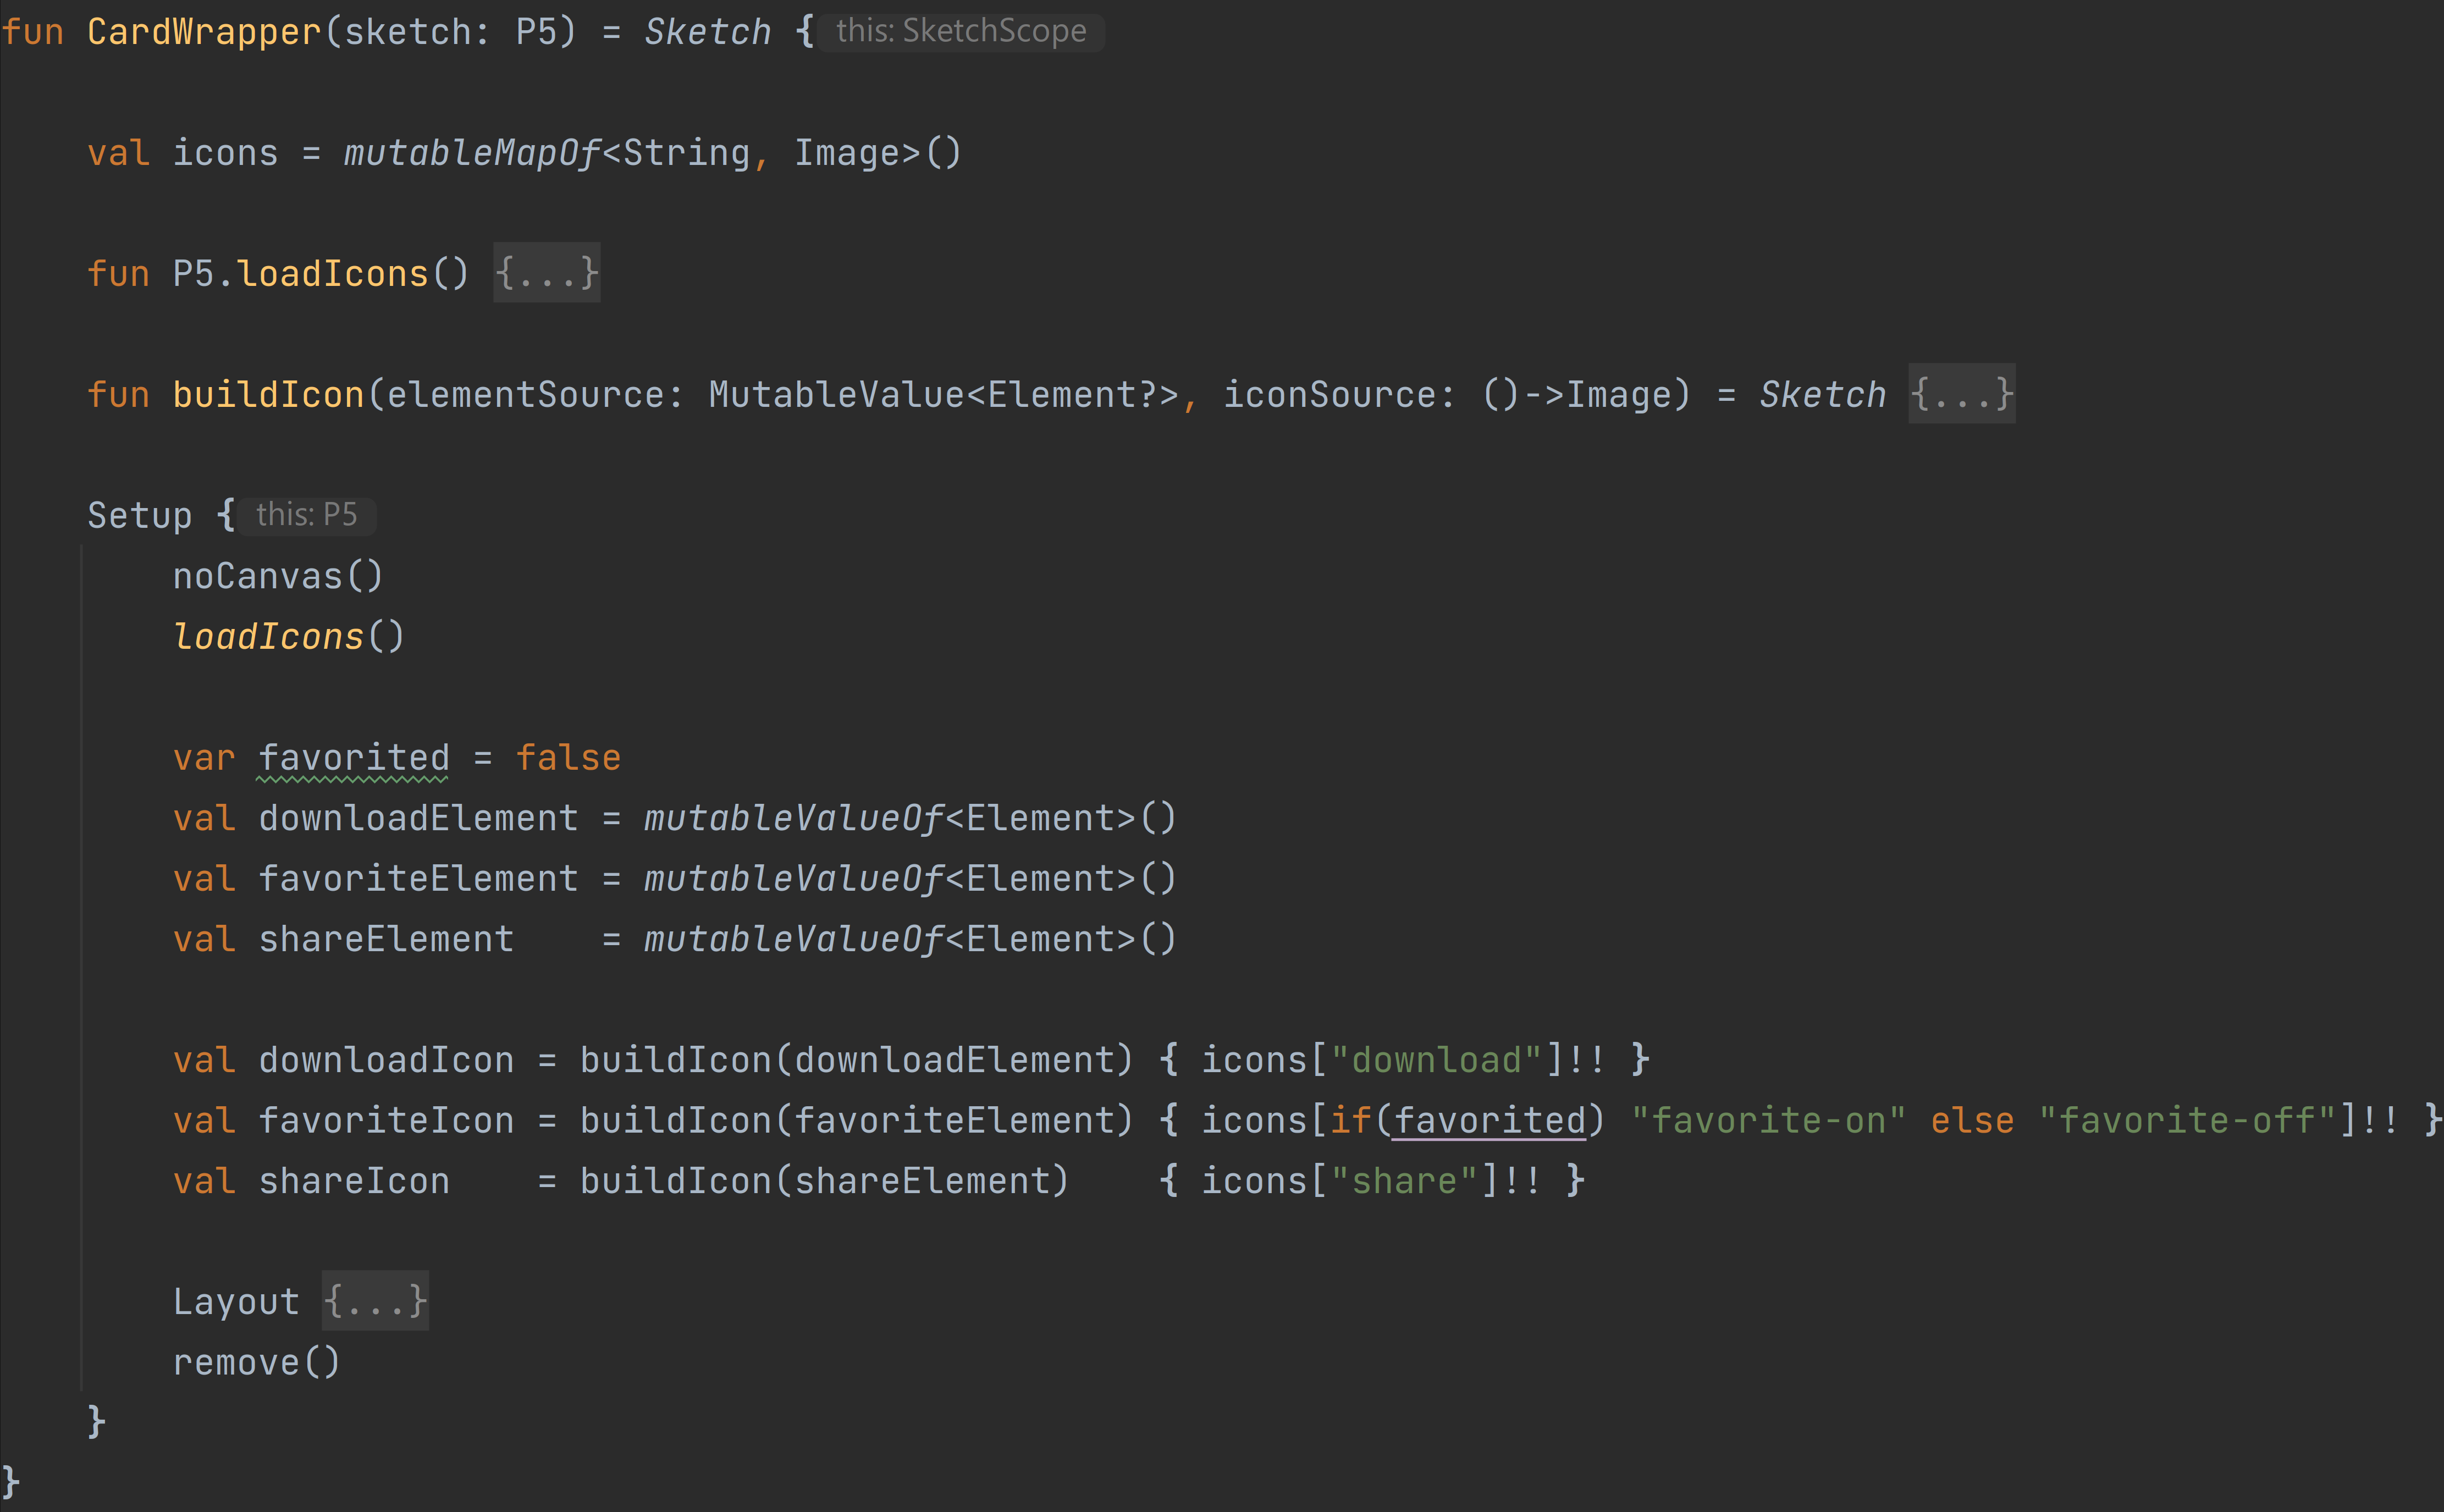 fun CardWrapper(sketch: P5) = Sketch { this: SketchScope
val icons = mutableMapOf<String, Image>()
fun P5.loadIcons() {...}
fun buildIcon(elementSource: MutableValue<Element?>, iconSource: ()->Image) = Sketch {...}
Setup { this: P5
noCanvas()
loadIcons()
var favorited = false
val downloadElement = mutableValueOf<Element>()
val favoriteElement = mutableValueOf<Element>()
val shareElement    = mutableValueOf<Element>()
val downloadIcon = buildIcon(downloadElement) { icons["download"]!! }
val favoriteIcon = buildIcon(favoriteElement) { icons[if(favorited) "favorite-on" else "favorite-off"]!! }
val shareIcon    = buildIcon(shareElement)    { icons["share"]!! }
Layout {...}
remove()
}
}